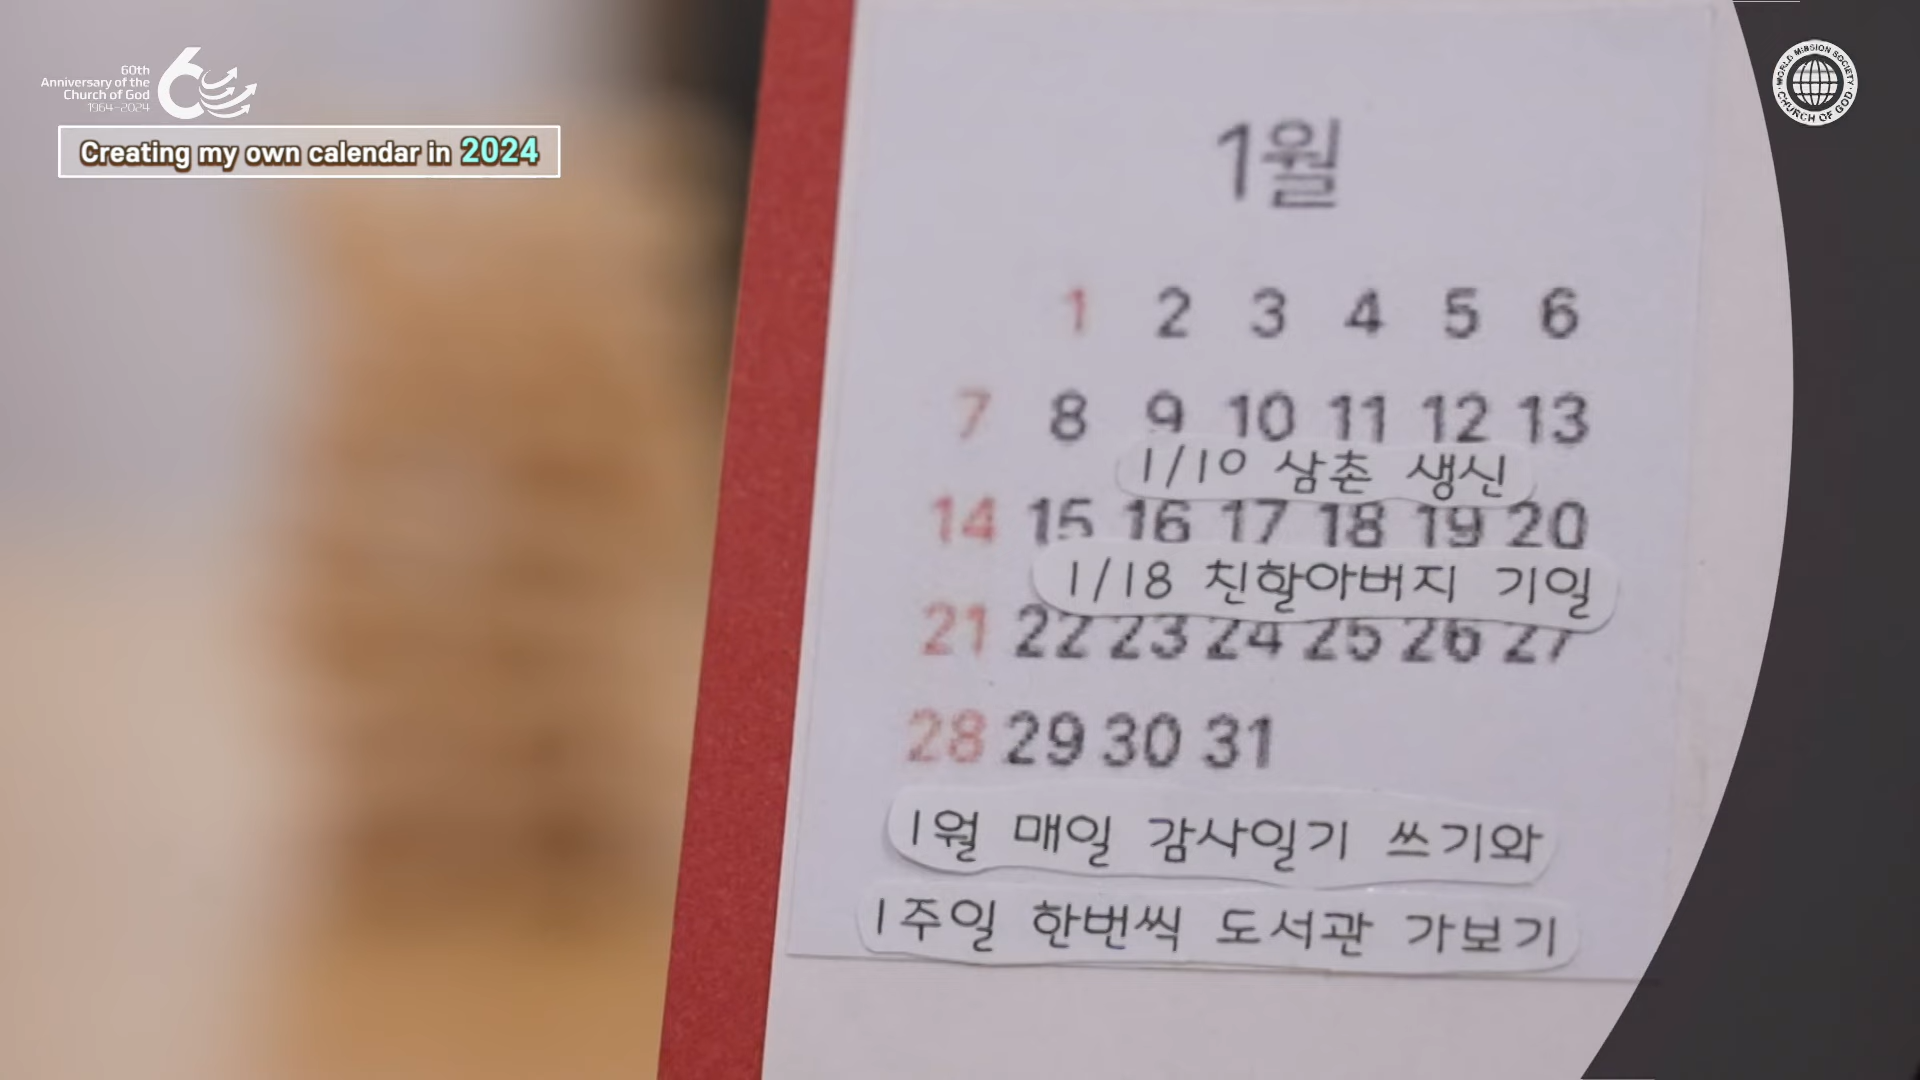 60th
Anniversary of the
Church of God
1964-2024
Creating my own calendar in 2024
WORLD MISSION SOCIETY CHURCH OF GOD
1월
1 2 3 4 5 6
7 8 9 10 11 12 13
1/10 삼촌 생신
14 15 16 17 18 19 20
1/18 친할아버지 기일
21 22 23 24 25 26 27
28 29 30 31
1월 매일 감사일기 쓰기와
1주일 한번씩 도서관 가보기